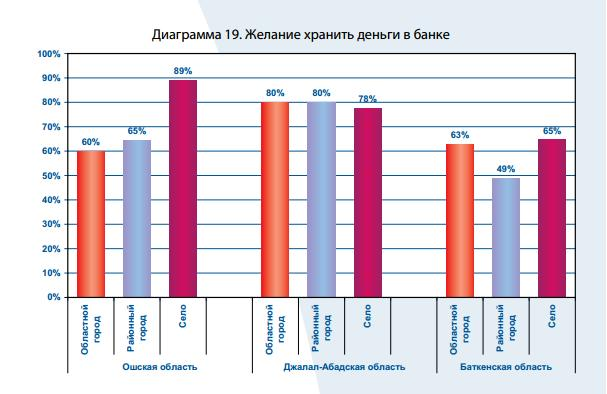 Диаграмма 19. Желание хранить деньги в банке
100%
90%
80%
70%
60%
50%
40%
30%
20%
10%
0%
60%
65%
89%
80%
80%
78%
63%
49%
65%
Областной
город
Районный
город
Село
Областной
город
Районный
город
Село
Областной
город
Районный
город
Село
Ошская область
Джалал-Абадская область
Баткенская область